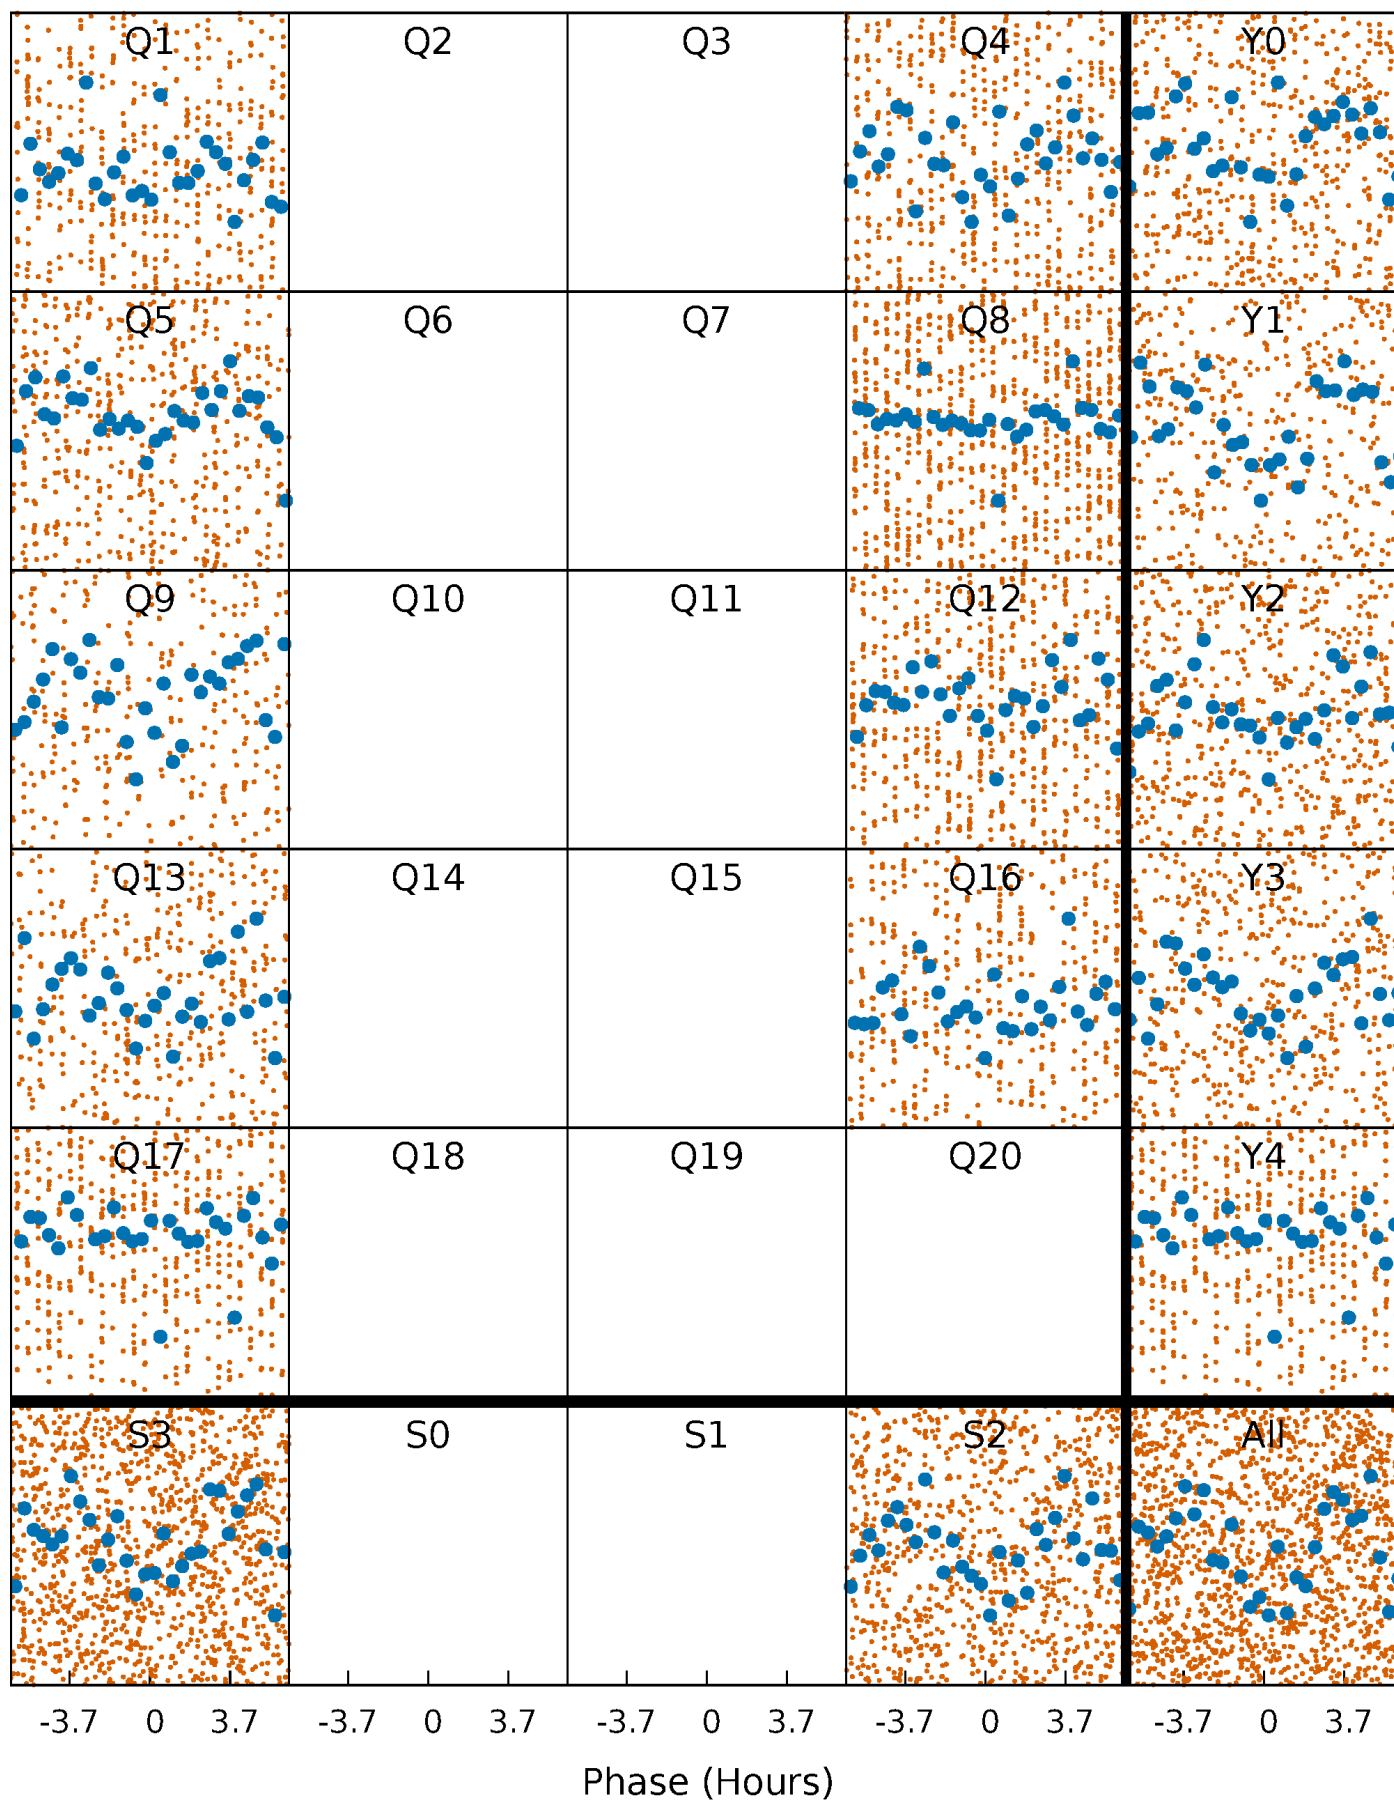 Q1 Q2 Q3 Q4 Y0
Q5 Q6 Q7 Q8 Y1
Q9 Q10 Q11 Q12 Y2
Q13 Q14 Q15 Q16 Y3
Q17 Q18 Q19 Q20 Y4
S3 S0 S1 S2 All
-3.7 0 3.7 -3.7 0 3.7 -3.7 0 3.7 -3.7 0 3.7 -3.7 0 3.7
Phase (Hours)